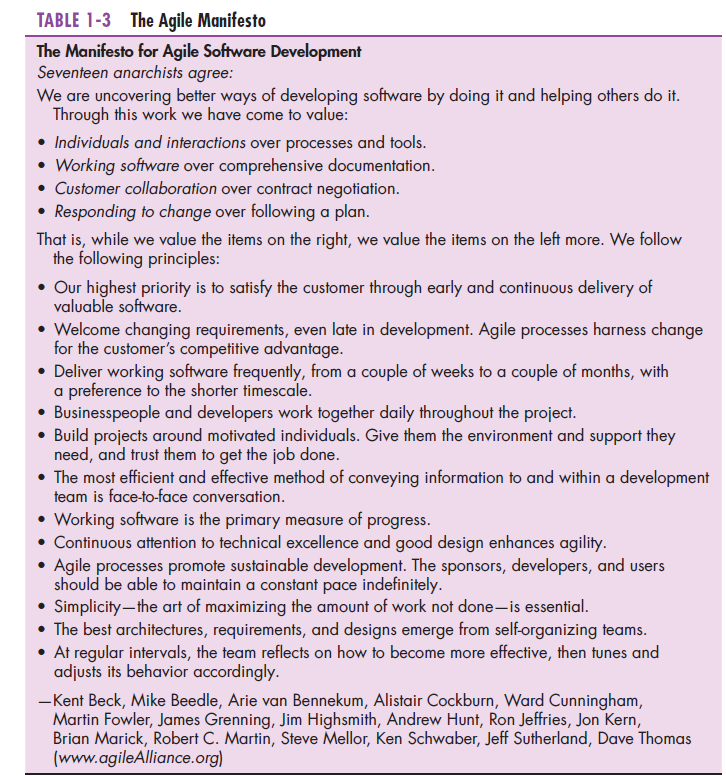 TABLE 1-3 The Agile Manifesto
The Manifesto for Agile Software Development
Seventeen anarchists agree:
We are uncovering better ways of developing software by doing it and helping others do it.
Through this work we have come to value:
• Individuals and interactions over processes and tools.
• Working software over comprehensive documentation.
• Customer collaboration over contract negotiation.
• Responding to change over following a plan.
That is, while we value the items on the right, we value the items on the left more. We follow
the following principles:
• Our highest priority is to satisfy the customer through early and continuous delivery of
valuable software.
• Welcome changing requirements, even late in development. Agile processes harness change
for the customer's competitive advantage.
• Deliver working software frequently, from a couple of weeks to a couple of months, with
a preference to the shorter timescale.
• Businesspeople and developers work together daily throughout the project.
• Build projects around motivated individuals. Give them the environment and support they
need, and trust them to get the job done.
• The most efficient and effective method of conveying information to and within a development
team is face-to-face conversation.
• Working software is the primary measure of progress.
• Continuous attention to technical excellence and good design enhances agility.
• Agile processes promote sustainable development. The sponsors, developers, and users
should be able to maintain a constant pace indefinitely.
• Simplicity—the art of maximizing the amount of work not done—is essential.
• The best architectures, requirements, and designs emerge from self-organizing teams.
• At regular intervals, the team reflects on how to become more effective, then tunes and
adjusts its behavior accordingly.
—Kent Beck, Mike Beedle, Arie van Bennekum, Alistair Cockburn, Ward Cunningham,
Martin Fowler, James Grenning, Jim Highsmith, Andrew Hunt, Ron Jeffries, Jon Kern,
Brian Marick, Robert C. Martin, Steve Mellor, Ken Schwaber, Jeff Sutherland, Dave Thomas
(www.agileAlliance.org)